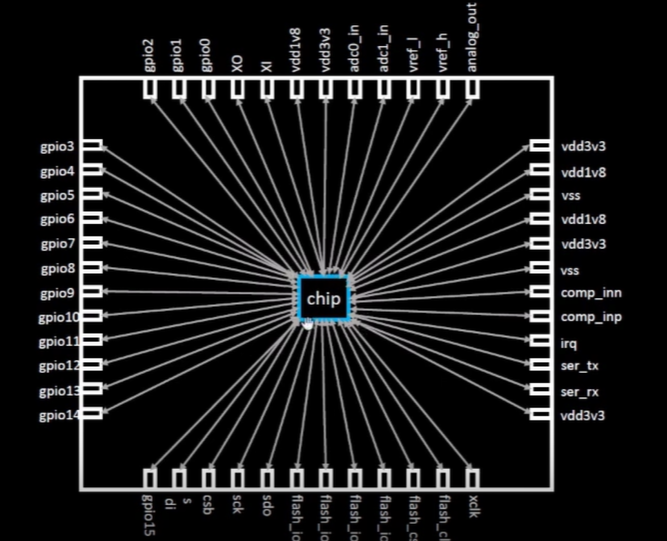 gpio2
gpio1
gpio0
XO
XI
vdd1v8
vdd3v3
adc0_in
adc1_in
vref_l
vref_h
analog_out
gpio3
gpio4
gpio5
gpio6
gpio7
gpio8
gpio9
gpio10
gpio11
gpio12
gpio13
gpio14
chip
vdd3v3
vdd1v8
vss
vdd1v8
vdd3v3
vss
comp_inn
comp_inp
irq
ser_tx
ser_rx
vdd3v3
gpio15
s
di
csb
sck
sdo
flash_io
flash_io
flash_io
flash_io
flash_cs
flash_cl
xclk